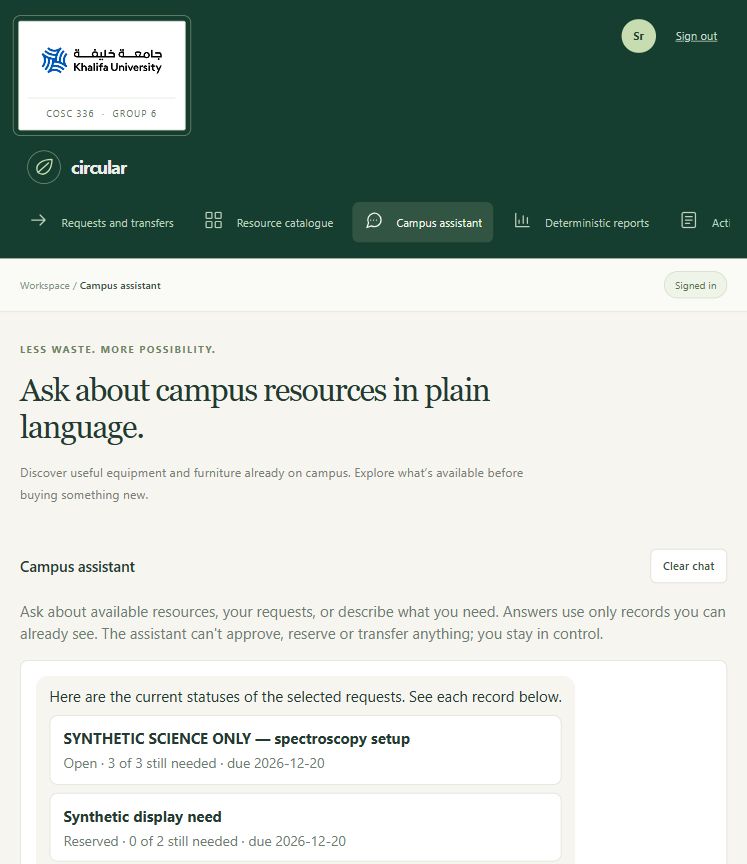 جامعــة خليفــة
Khalifa University
COSC 336 · GROUP 6
Sr
Sign out
circular
Requests and transfers
Resource catalogue
Campus assistant
Deterministic reports
Acti
Workspace / Campus assistant
Signed in
LESS WASTE. MORE POSSIBILITY.
Ask about campus resources in plain
language.
Discover useful equipment and furniture already on campus. Explore what's available before
buying something new.
Campus assistant
Clear chat
Ask about available resources, your requests, or describe what you need. Answers use only records you can
already see. The assistant can't approve, reserve or transfer anything; you stay in control.
Here are the current statuses of the selected requests. See each record below.
SYNTHETIC SCIENCE ONLY — spectroscopy setup
Open · 3 of 3 still needed · due 2026-12-20
Synthetic display need
Reserved · 0 of 2 still needed · due 2026-12-20